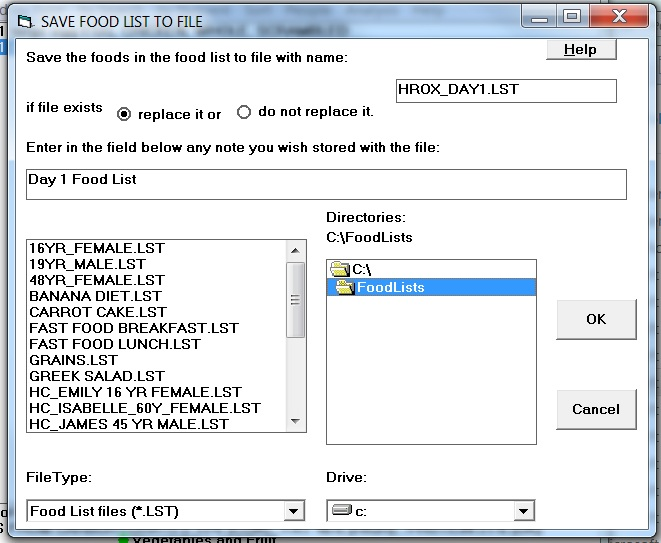 SAVE FOOD LIST TO FILE
Save the foods in the food list to file with name:
Help
HROX_DAY1.LST
if file exists replace it or do not replace it.
Enter in the field below any note you wish stored with the file:
Day 1 Food List
Directories:
C:\FoodLists
16YR_FEMALE.LST
19YR_MALE.LST
48YR_FEMALE.LST
BANANA DIET.LST
CARROT CAKE.LST
FAST FOOD BREAKFAST.LST
FAST FOOD LUNCH.LST
GRAINS.LST
GREEK SALAD.LST
HC_EMILY 16 YR FEMALE.LST
HC_ISABELLE_60Y_FEMALE.LST
HC_JAMES 45 YR MALE.LST
C:\
FoodLists
OK
Cancel
FileType:
Drive:
Food List files (*.LST)
c:
Vegetables and Fruit